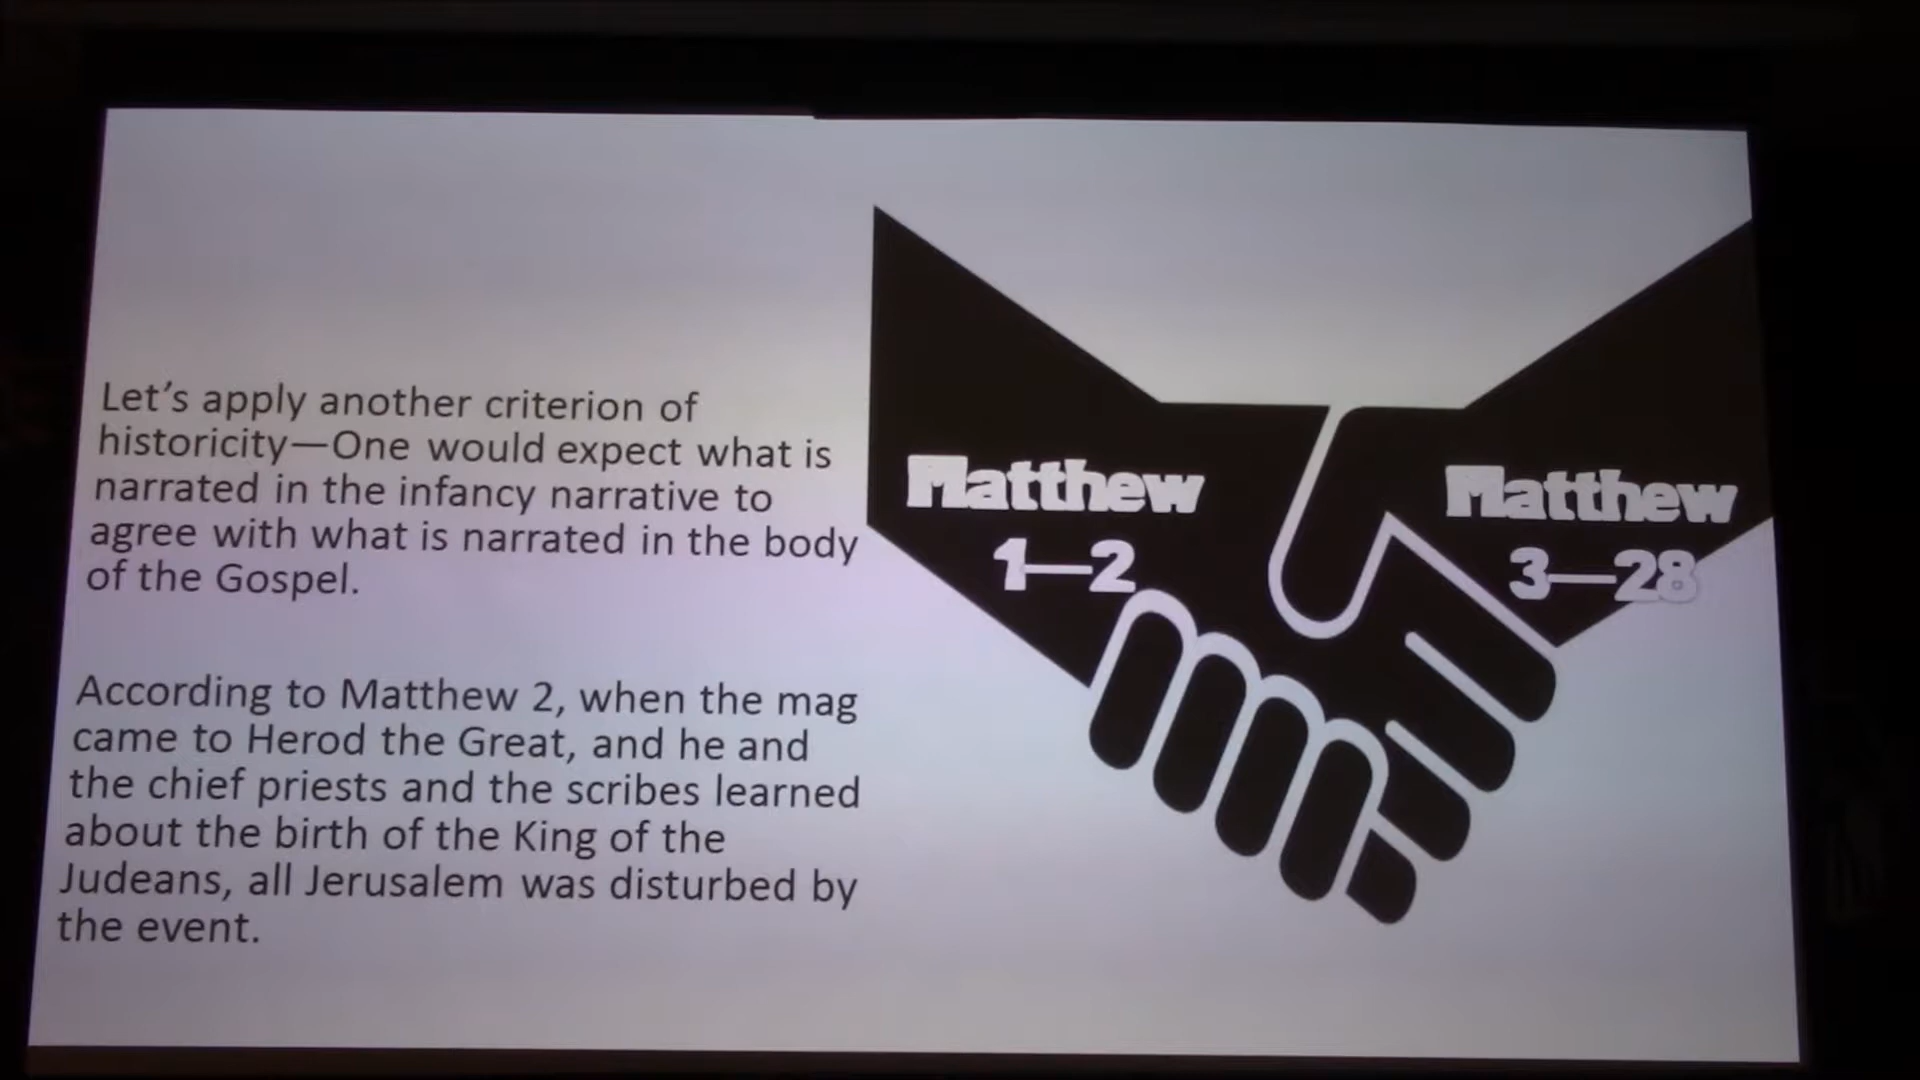 Let's apply another criterion of
historicity—One would expect what is
narrated in the infancy narrative to
agree with what is narrated in the body
of the Gospel.
According to Matthew 2, when the mag
came to Herod the Great, and he and
the chief priests and the scribes learned
about the birth of the King of the
Judeans, all Jerusalem was disturbed by
the event.
Matthew
1—2
Matthew
3—28